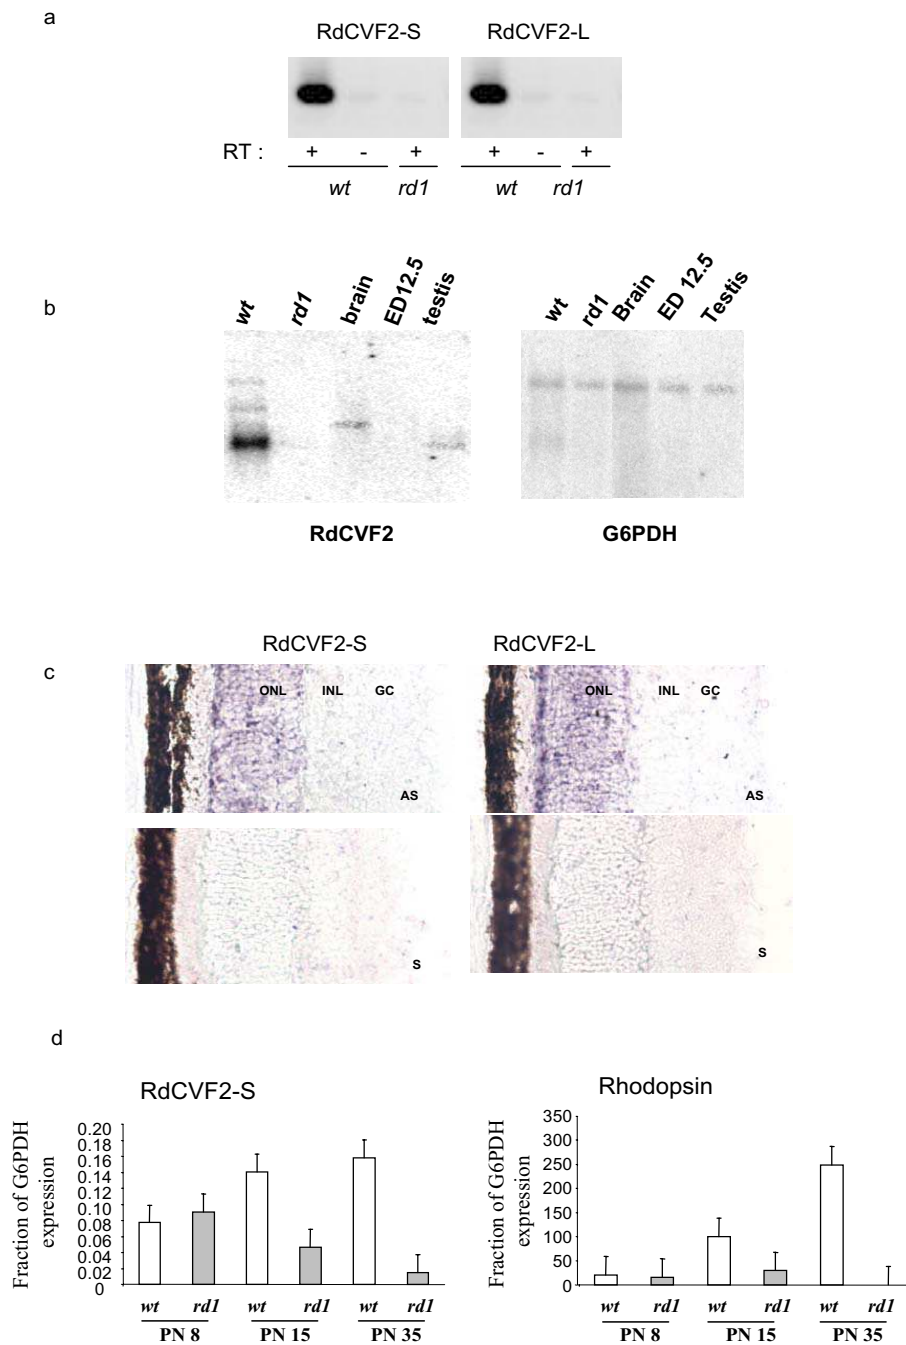 a
RdCVF2-S RdCVF2-L
RT : + - + + - +
wt rd1 wt rd1
b
wt rd1 brain ED12.5 testis
wt rd1 Brain ED 12.5 Testis
RdCVF2 G6PDH
c
RdCVF2-S RdCVF2-L
ONL INL GC ONL INL GC
AS AS
S S
d
RdCVF2-S
Fraction of G6PDH
expression
0.20
0.18
0.16
0.14
0.12
0.10
0.08
0.06
0.04
0.02
0
wt rd1 wt rd1 wt rd1
PN 8 PN 15 PN 35
Rhodopsin
Fraction of G6PDH
expression
350
300
250
200
150
100
50
0
wt rd1 wt rd1 wt rd1
PN 8 PN 15 PN 35